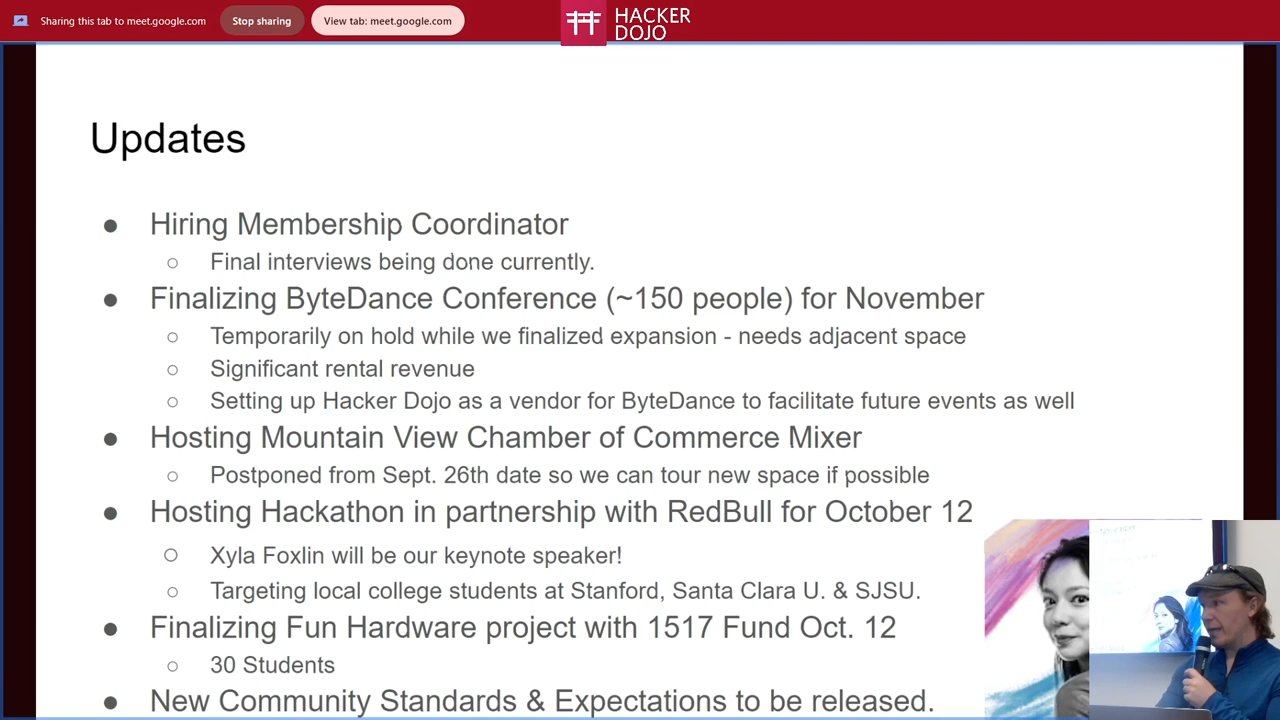 Sharing this tab to meet.google.com
Stop sharing
View tab: meet.google.com
HACKER
DOJO
Updates
● Hiring Membership Coordinator
○ Final interviews being done currently.
● Finalizing ByteDance Conference (~150 people) for November
○ Temporarily on hold while we finalized expansion - needs adjacent space
○ Significant rental revenue
○ Setting up Hacker Dojo as a vendor for ByteDance to facilitate future events as well
● Hosting Mountain View Chamber of Commerce Mixer
○ Postponed from Sept. 26th date so we can tour new space if possible
● Hosting Hackathon in partnership with RedBull for October 12
○ Xyla Foxlin will be our keynote speaker!
○ Targeting local college students at Stanford, Santa Clara U. & SJSU.
● Finalizing Fun Hardware project with 1517 Fund Oct. 12
○ 30 Students
● New Community Standards & Expectations to be released.